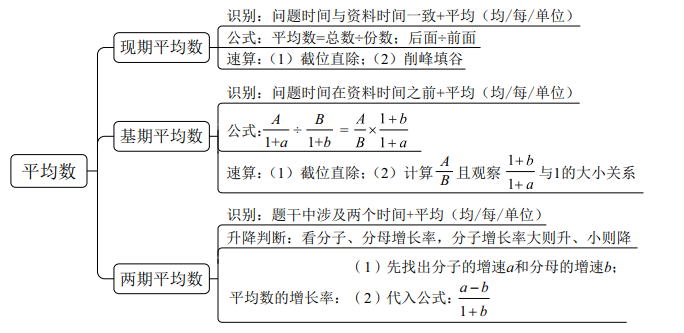 识别：问题时间与资料时间一致+平均（均/每/单位）
现期平均数
公式：平均数=总数÷份数；后面÷前面
速算：（1）截位直除；（2）削峰填谷
识别：问题时间在资料时间之前+平均（均/每/单位）
基期平均数
公式：A/(1+a) ÷ B/(1+b) = A/B × (1+b)/(1+a)
平均数
速算：（1）截位直除；（2）计算 A/B 且观察 (1+b)/(1+a) 与1的大小关系
识别：题干中涉及两个时间+平均（均/每/单位）
升降判断：看分子、分母增长率，分子增长率大则升、小则降
两期平均数
（1）先找出分子的增速a和分母的增速b；
平均数的增长率：（2）代入公式：(a−b)/(1+b)